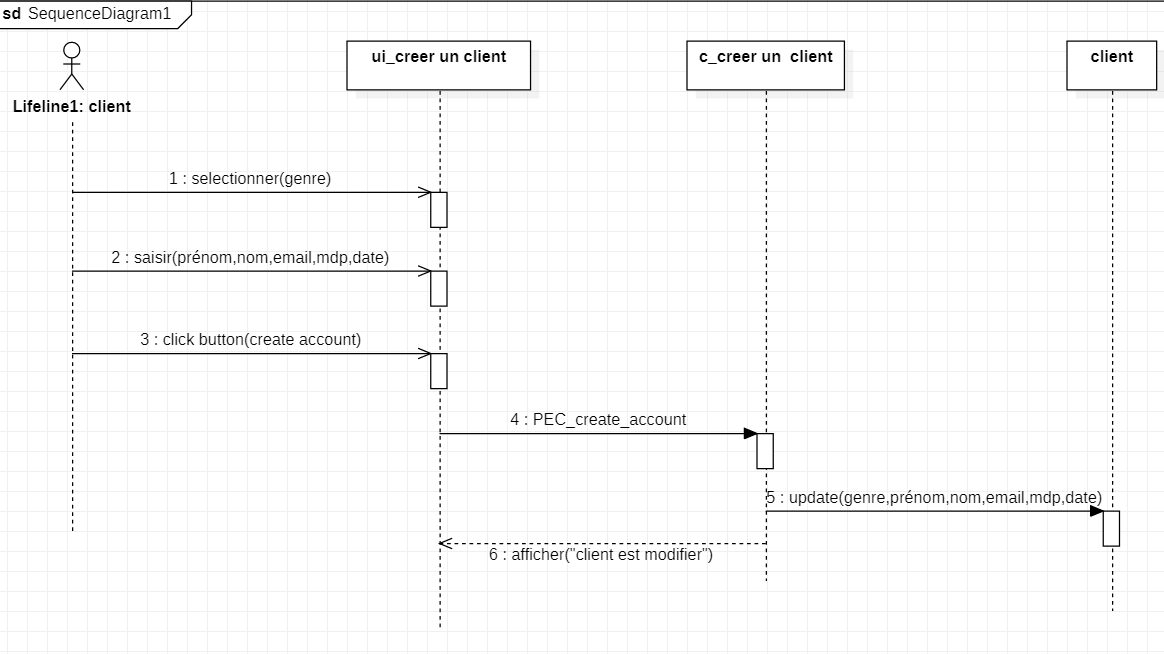 sd SequenceDiagram1
Lifeline1: client
ui_creer un client
c_creer un  client
client
1 : selectionner(genre)
2 : saisir(prénom,nom,email,mdp,date)
3 : click button(create account)
4 : PEC_create_account
5 : update(genre,prénom,nom,email,mdp,date)
6 : afficher("client est modifier")